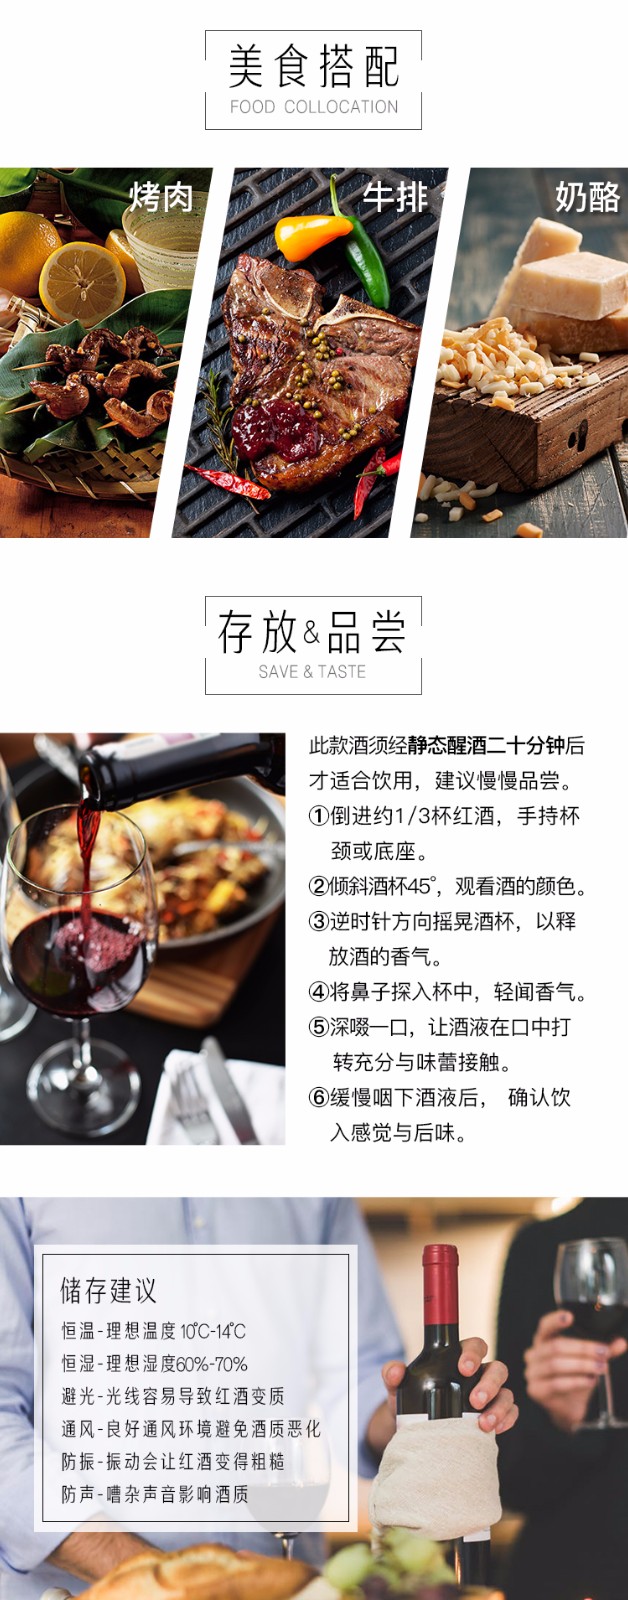 美食搭配
FOOD COLLOCATION
烤肉
牛排
奶酪
存放&品尝
SAVE & TASTE
此款酒须经静态醒酒二十分钟后
才适合饮用，建议慢慢品尝。
①倒进约1/3杯红酒，手持杯
颈或底座。
②倾斜酒杯45°，观看酒的颜色。
③逆时针方向摇晃酒杯，以释
放酒的香气。
④将鼻子探入杯中，轻闻香气。
⑤深啜一口，让酒液在口中打
转充分与味蕾接触。
⑥缓慢咽下酒液后， 确认饮
入感觉与后味。
储存建议
恒温-理想温度 10℃-14℃
恒湿-理想湿度60%-70%
避光-光线容易导致红酒变质
通风-良好通风环境避免酒质恶化
防振-振动会让红酒变得粗糙
防声-嘈杂声音影响酒质